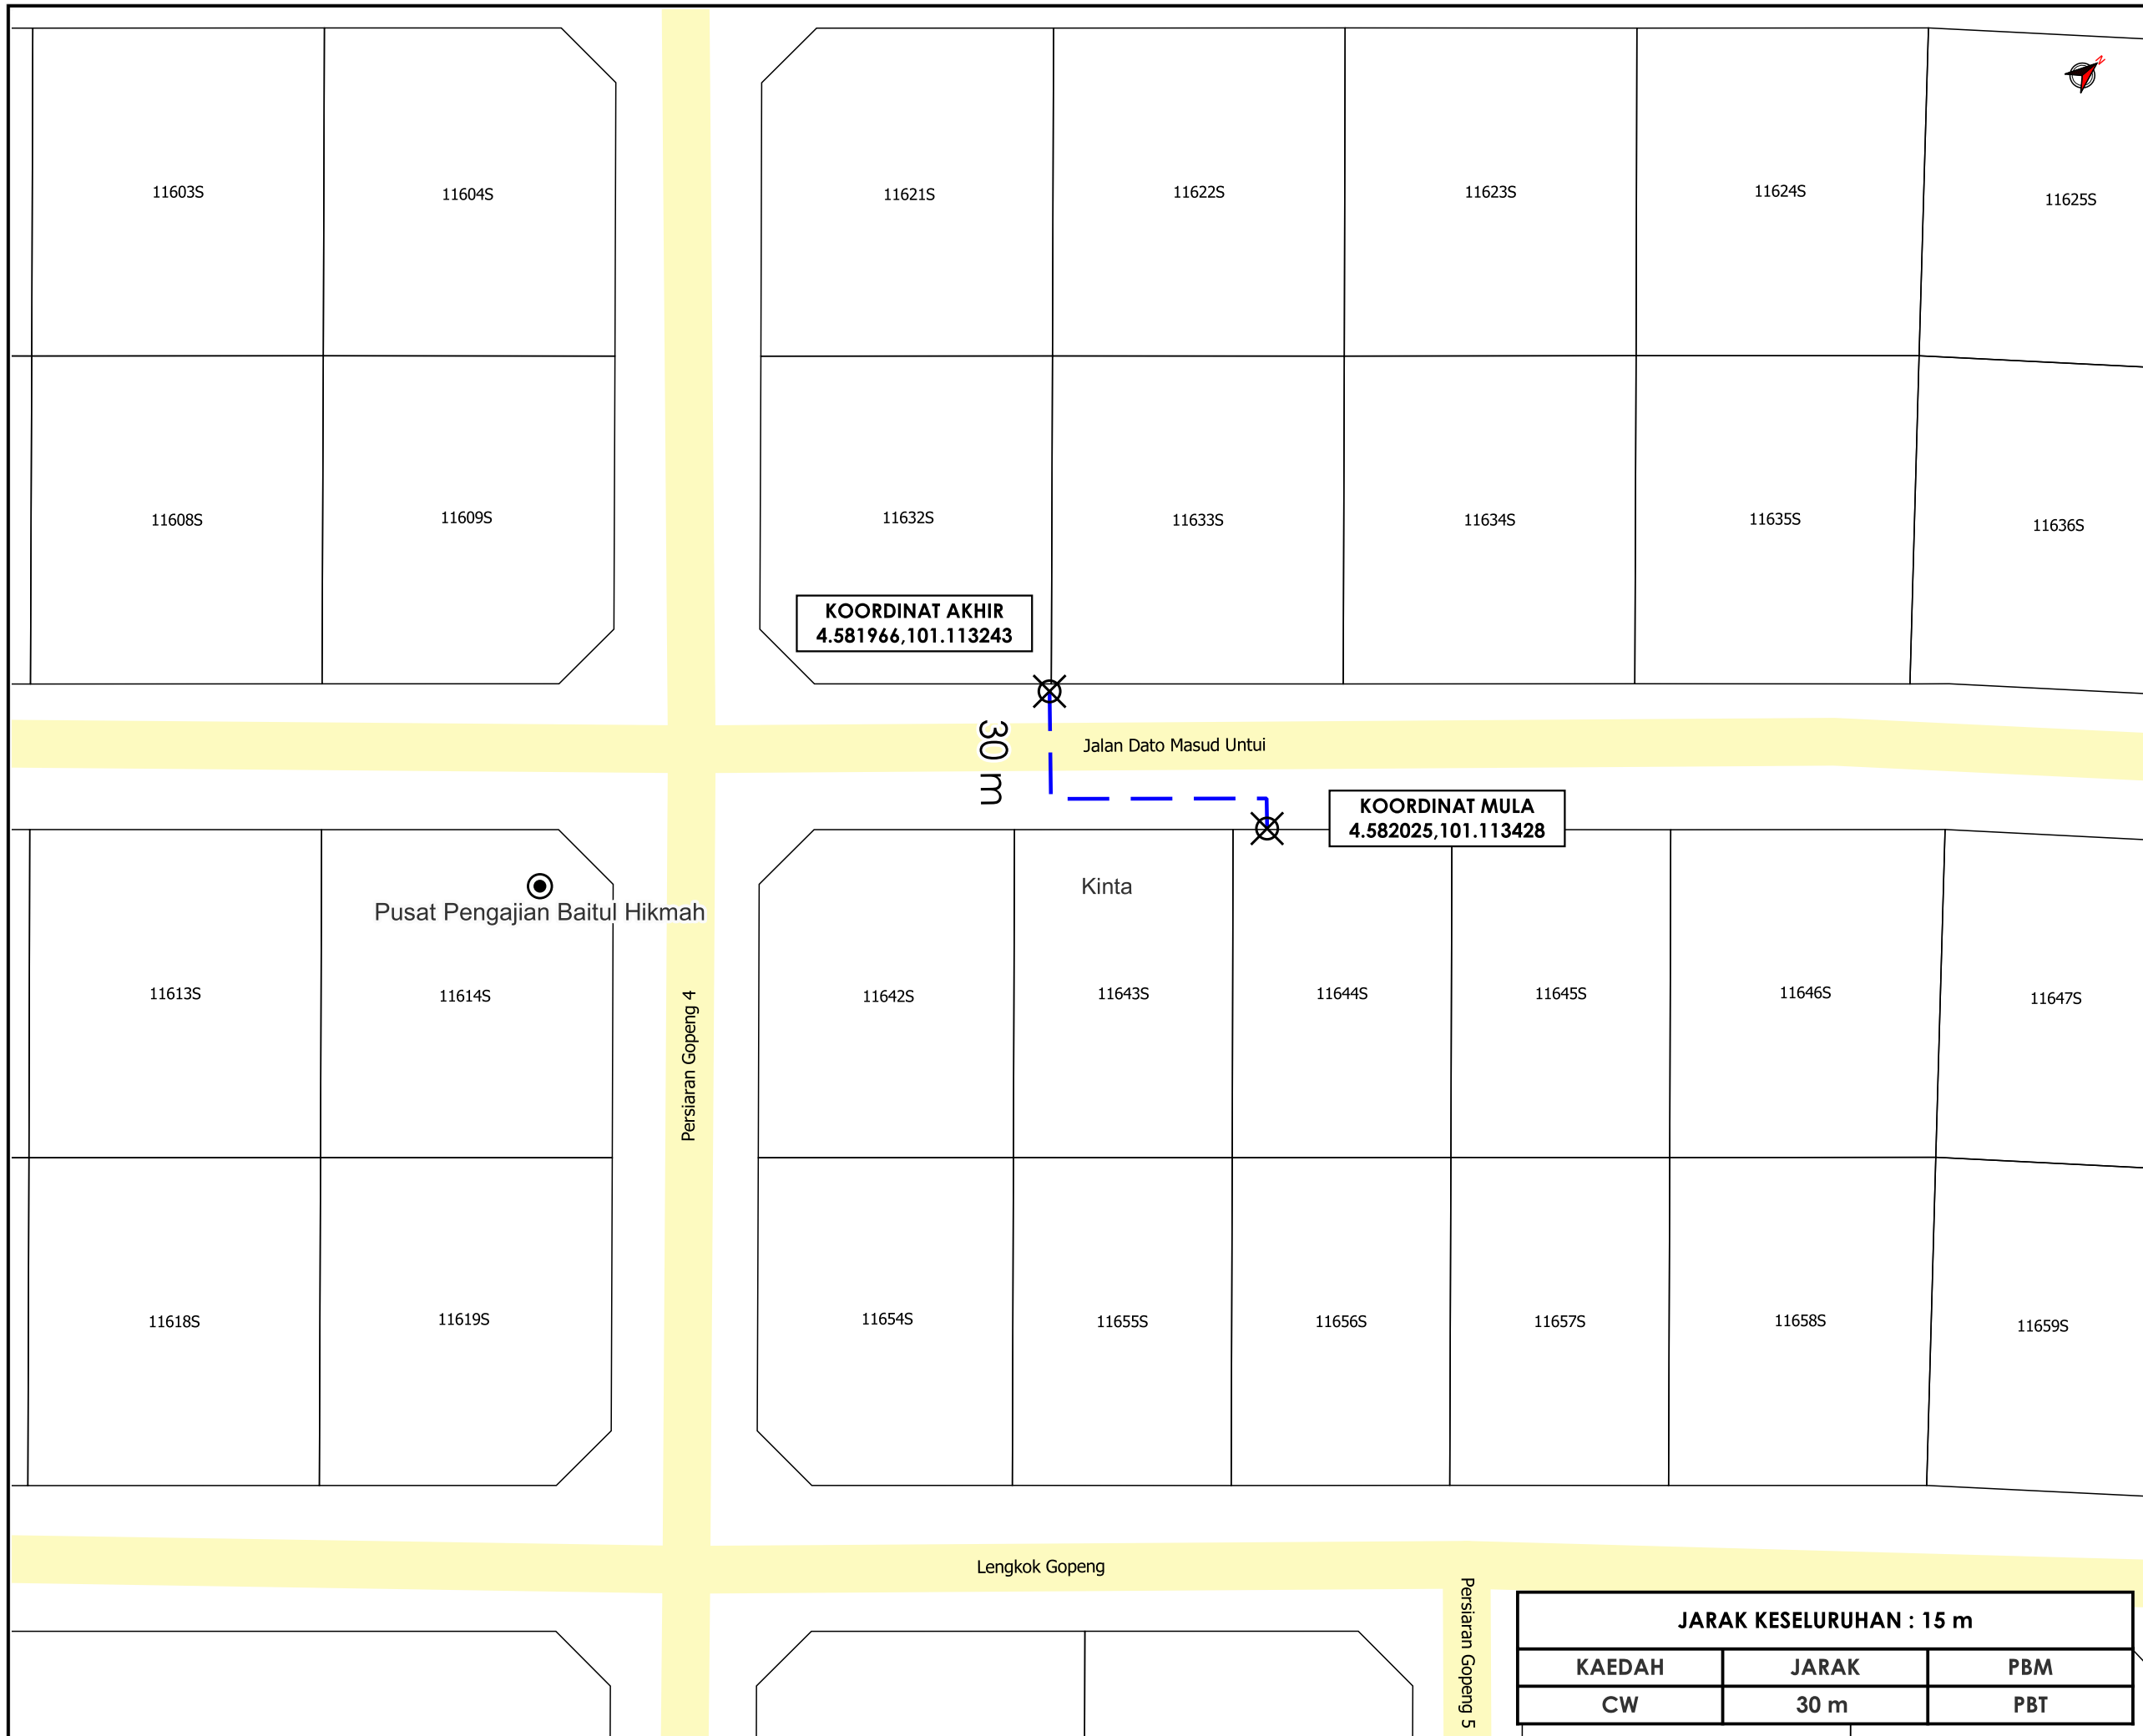 N
11603S
11604S
11621S
11622S
11623S
11624S
11625S
11608S
11609S
11632S
11633S
11634S
11635S
11636S
KOORDINAT AKHIR
4.581966,101.113243
30 m
Jalan Dato Masud Untui
KOORDINAT MULA
4.582025,101.113428
Kinta
Pusat Pengajian Baitul Hikmah
11613S
11614S
Persiaran Gopeng 4
11642S
11643S
11644S
11645S
11646S
11647S
11618S
11619S
11654S
11655S
11656S
11657S
11658S
11659S
Lengkok Gopeng
Persiaran Gopeng 5
JARAK KESELURUHAN : 15 m
KAEDAH JARAK PBM
CW 30 m PBT